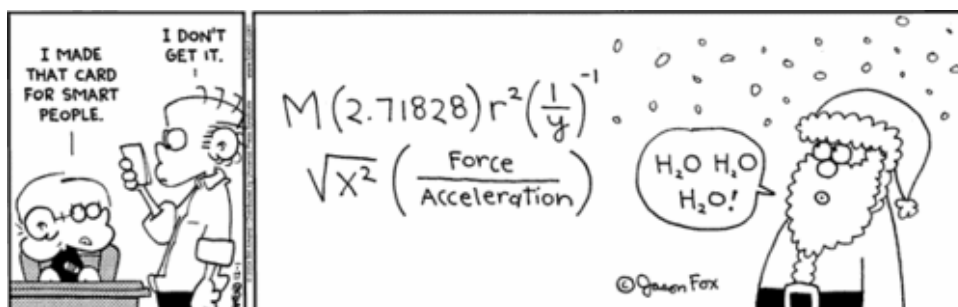 I MADE
THAT CARD
FOR SMART
PEOPLE.
I DON'T
GET IT.
M(2.71828)r²(1/y)⁻¹
√x² (Force/Acceleration)
H₂O H₂O
H₂O!
©Jason Fox